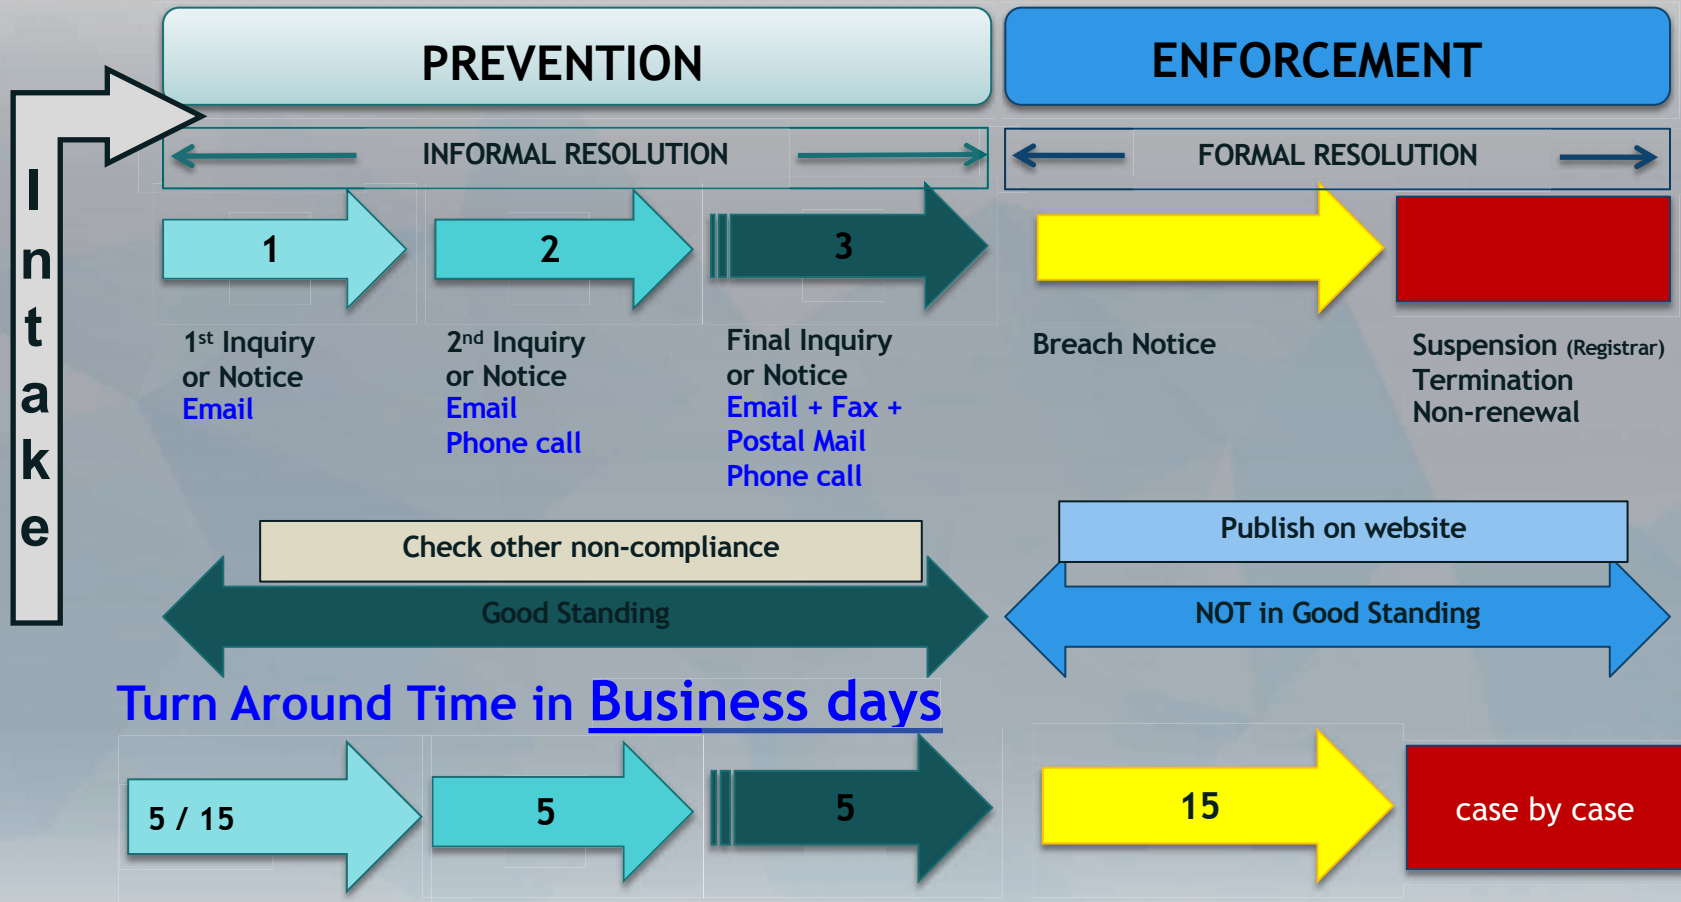 PREVENTION
ENFORCEMENT
Intake
INFORMAL RESOLUTION
FORMAL RESOLUTION
1
2
3
1st Inquiry
or Notice
Email
2nd Inquiry
or Notice
Email
Phone call
Final Inquiry
or Notice
Email + Fax +
Postal Mail
Phone call
Breach Notice
Suspension (Registrar)
Termination
Non-renewal
Check other non-compliance
Good Standing
Publish on website
NOT in Good Standing
Turn Around Time in Business days
5 / 15
5
5
15
case by case